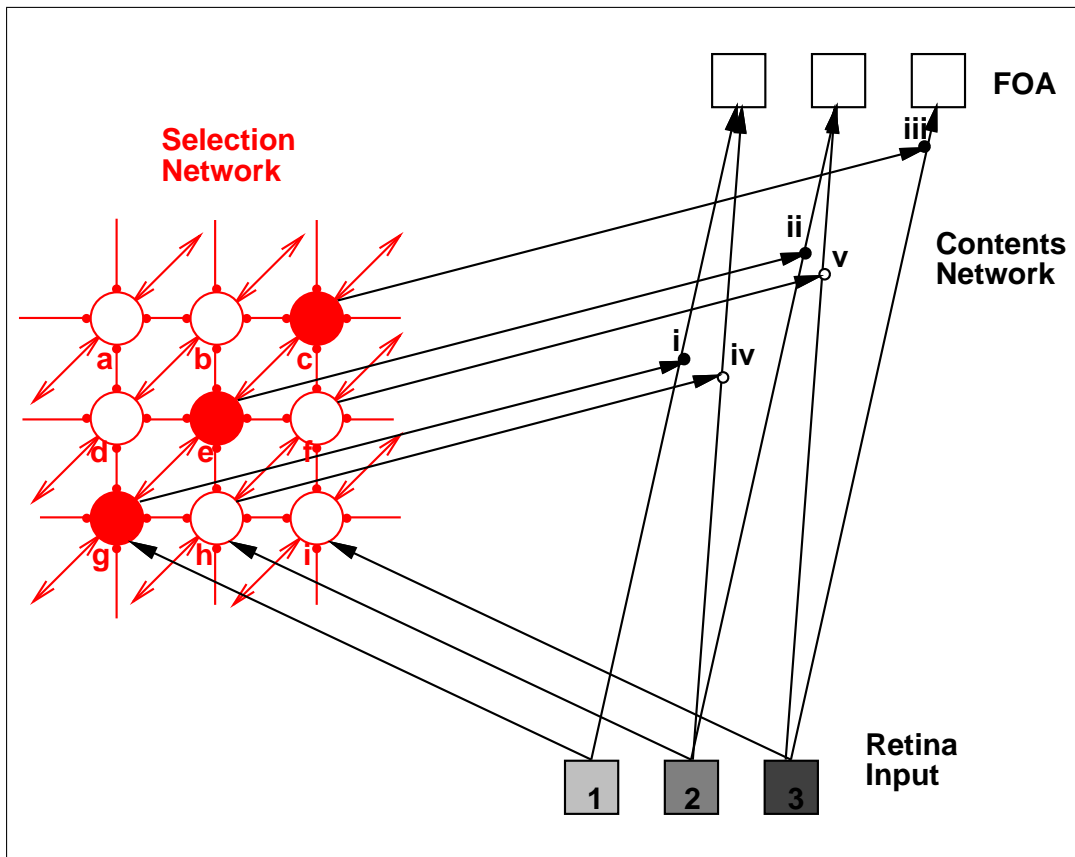 FOA
iii
Selection
Network
ii
v
Contents
Network
i
iv
a b c
d e f
g h i
Retina
Input
1 2 3